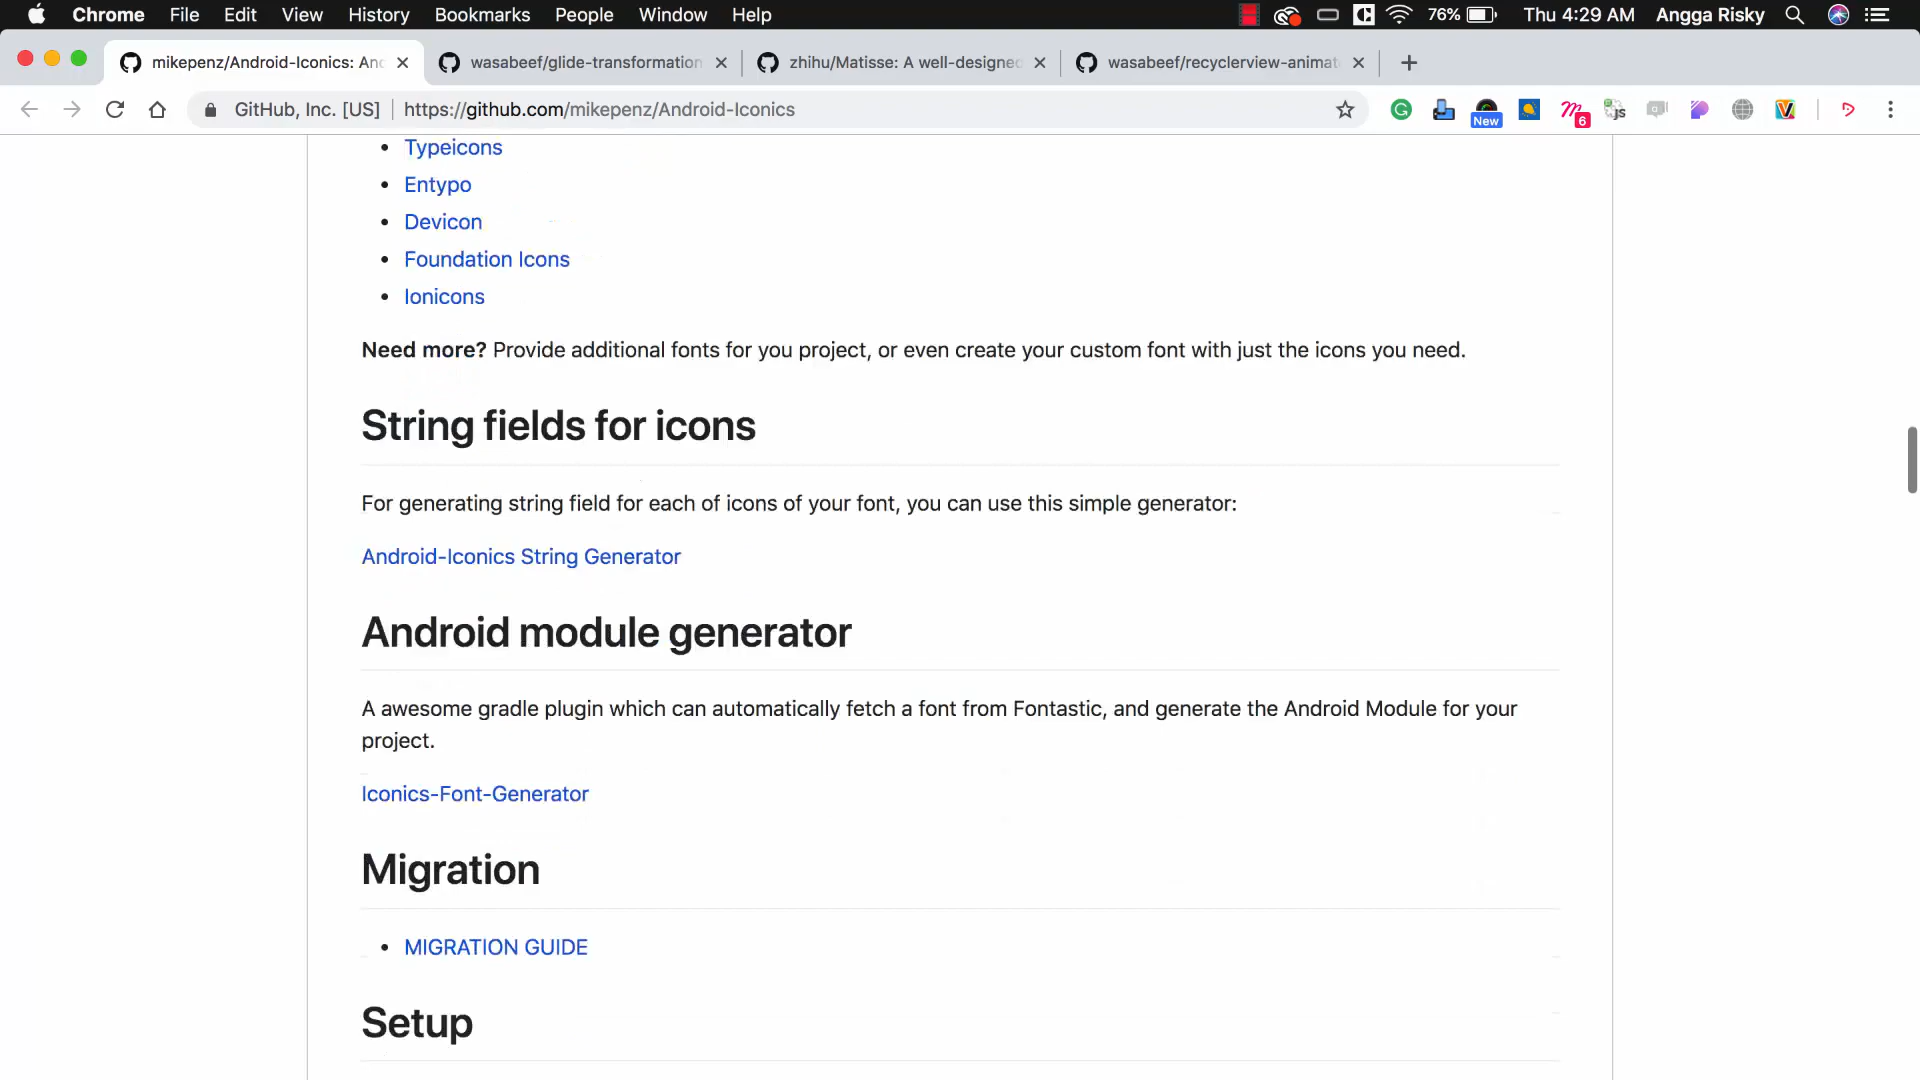 Chrome File Edit View History Bookmarks People Window Help 76% Thu 4:29 AM Angga Risky
mikepenz/Android-Iconics: And wasabeef/glide-transformation zhihu/Matisse: A well-designed wasabeef/recyclerview-animat
GitHub, Inc. [US] https://github.com/mikepenz/Android-Iconics New 6 js
Typeicons
Entypo
Devicon
Foundation Icons
Ionicons
Need more? Provide additional fonts for you project, or even create your custom font with just the icons you need.
String fields for icons
For generating string field for each of icons of your font, you can use this simple generator:
Android-Iconics String Generator
Android module generator
A awesome gradle plugin which can automatically fetch a font from Fontastic, and generate the Android Module for your
project.
Iconics-Font-Generator
Migration
MIGRATION GUIDE
Setup